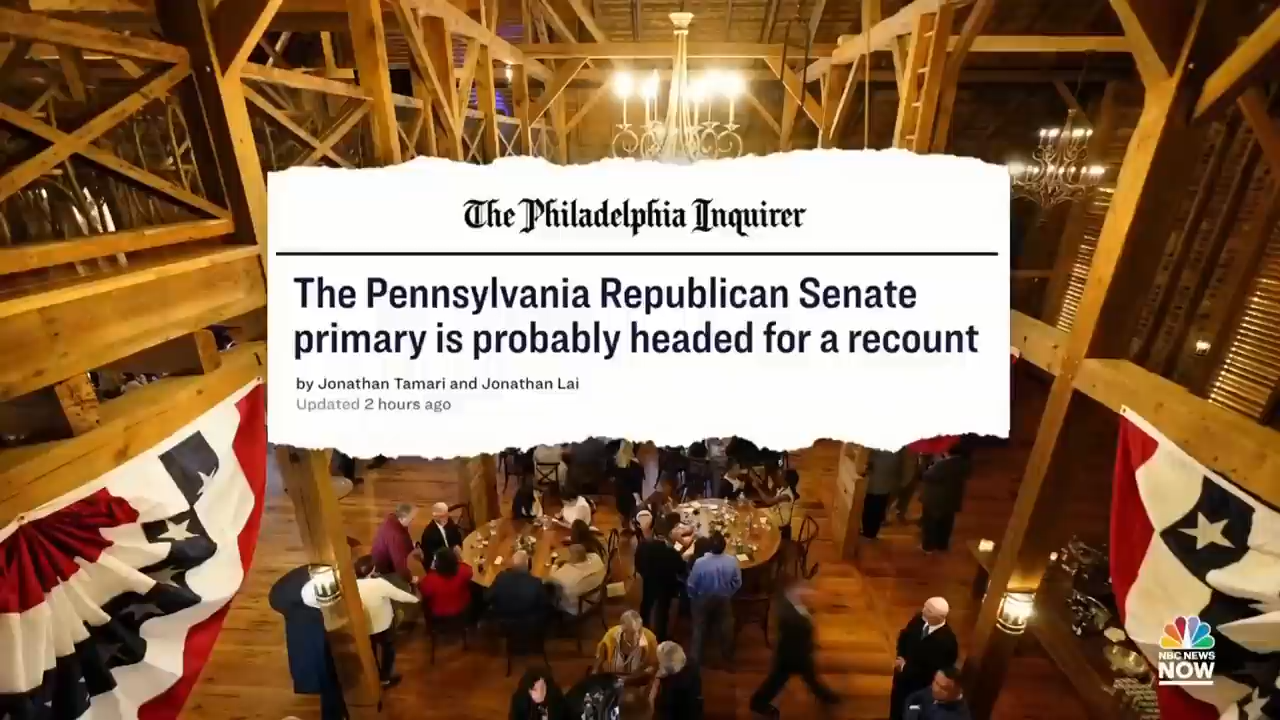 The Philadelphia Inquirer
The Pennsylvania Republican Senate
primary is probably headed for a recount
by Jonathan Tamari and Jonathan Lai
Updated 2 hours ago
NBC NEWS
NOW